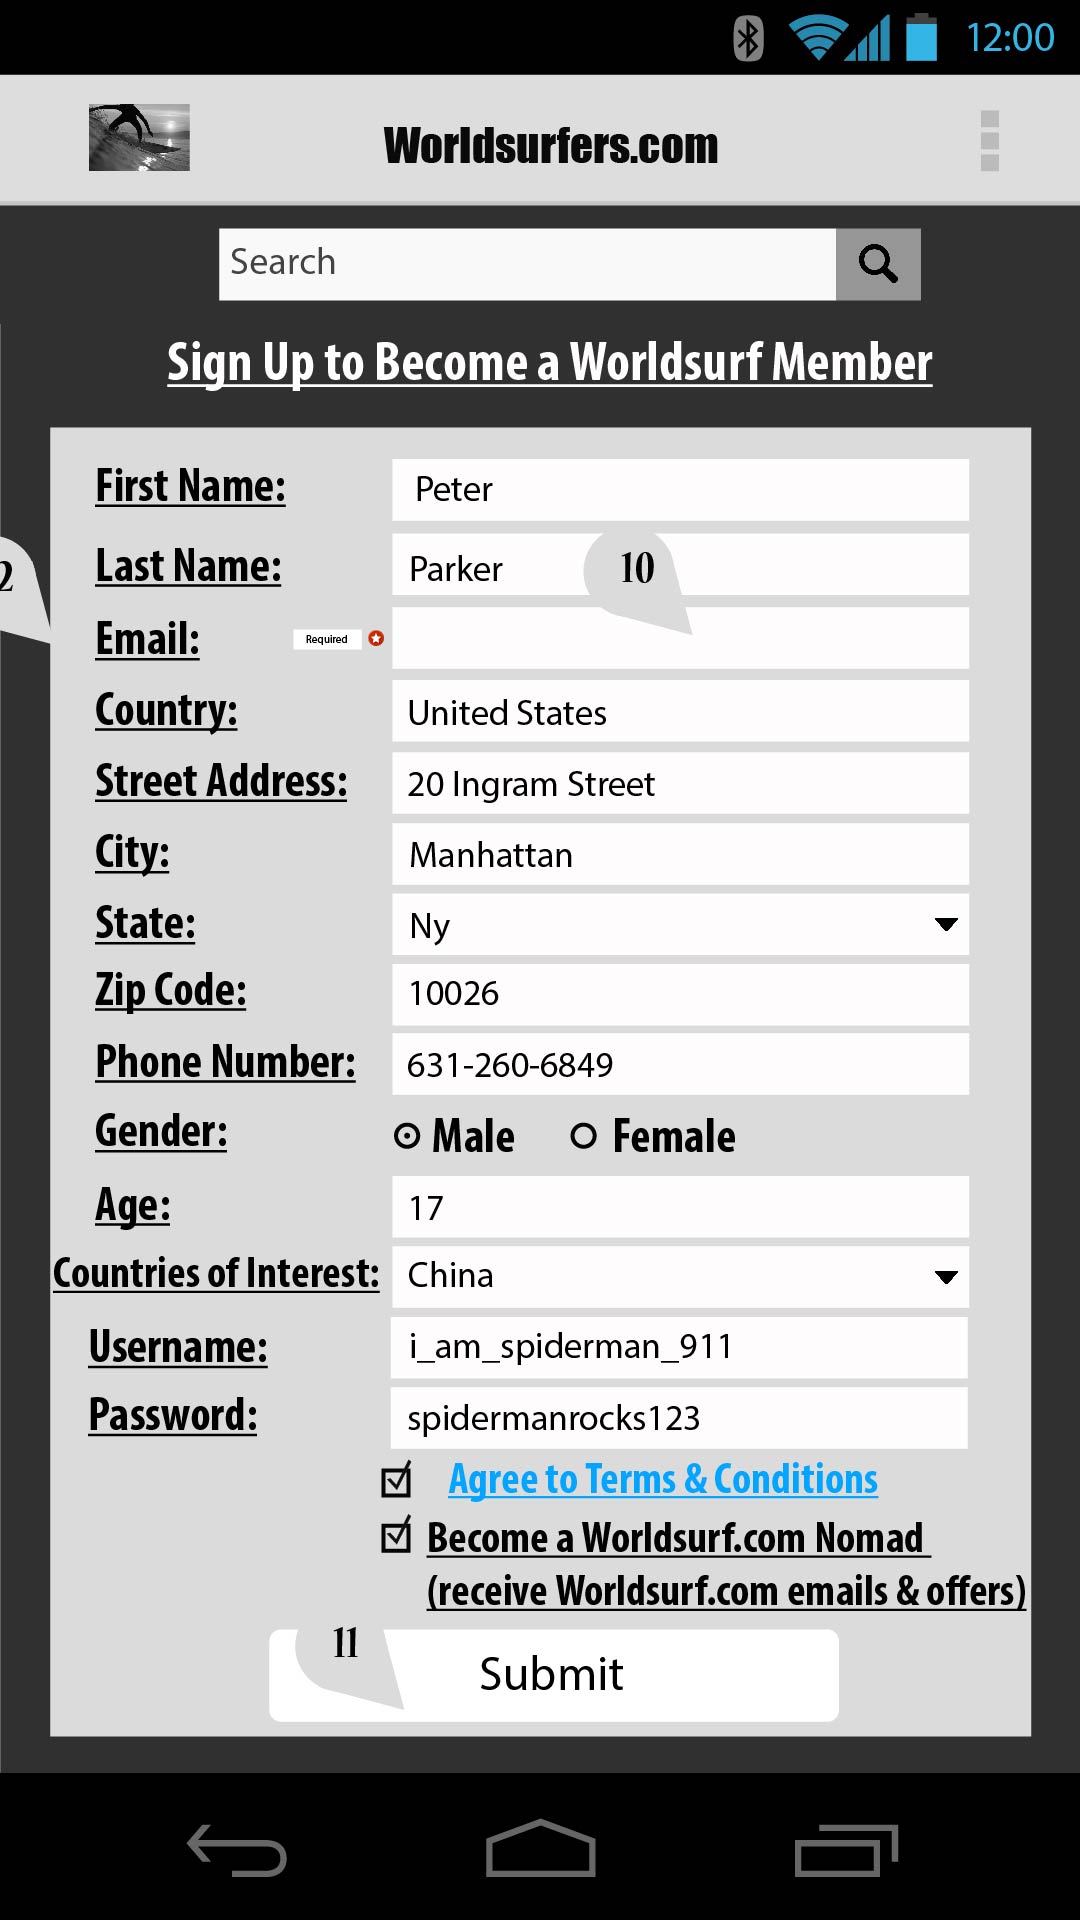 12:00
Worldsurfers.com
Search
Sign Up to Become a Worldsurf Member
First Name: Peter
Last Name: Parker 10
2
Email: Required
Country: United States
Street Address: 20 Ingram Street
City: Manhattan
State: Ny
Zip Code: 10026
Phone Number: 631-260-6849
Gender: Male Female
Age: 17
Countries of Interest: China
Username: i_am_spiderman_911
Password: spidermanrocks123
Agree to Terms & Conditions
Become a Worldsurf.com Nomad
(receive Worldsurf.com emails & offers)
11
Submit